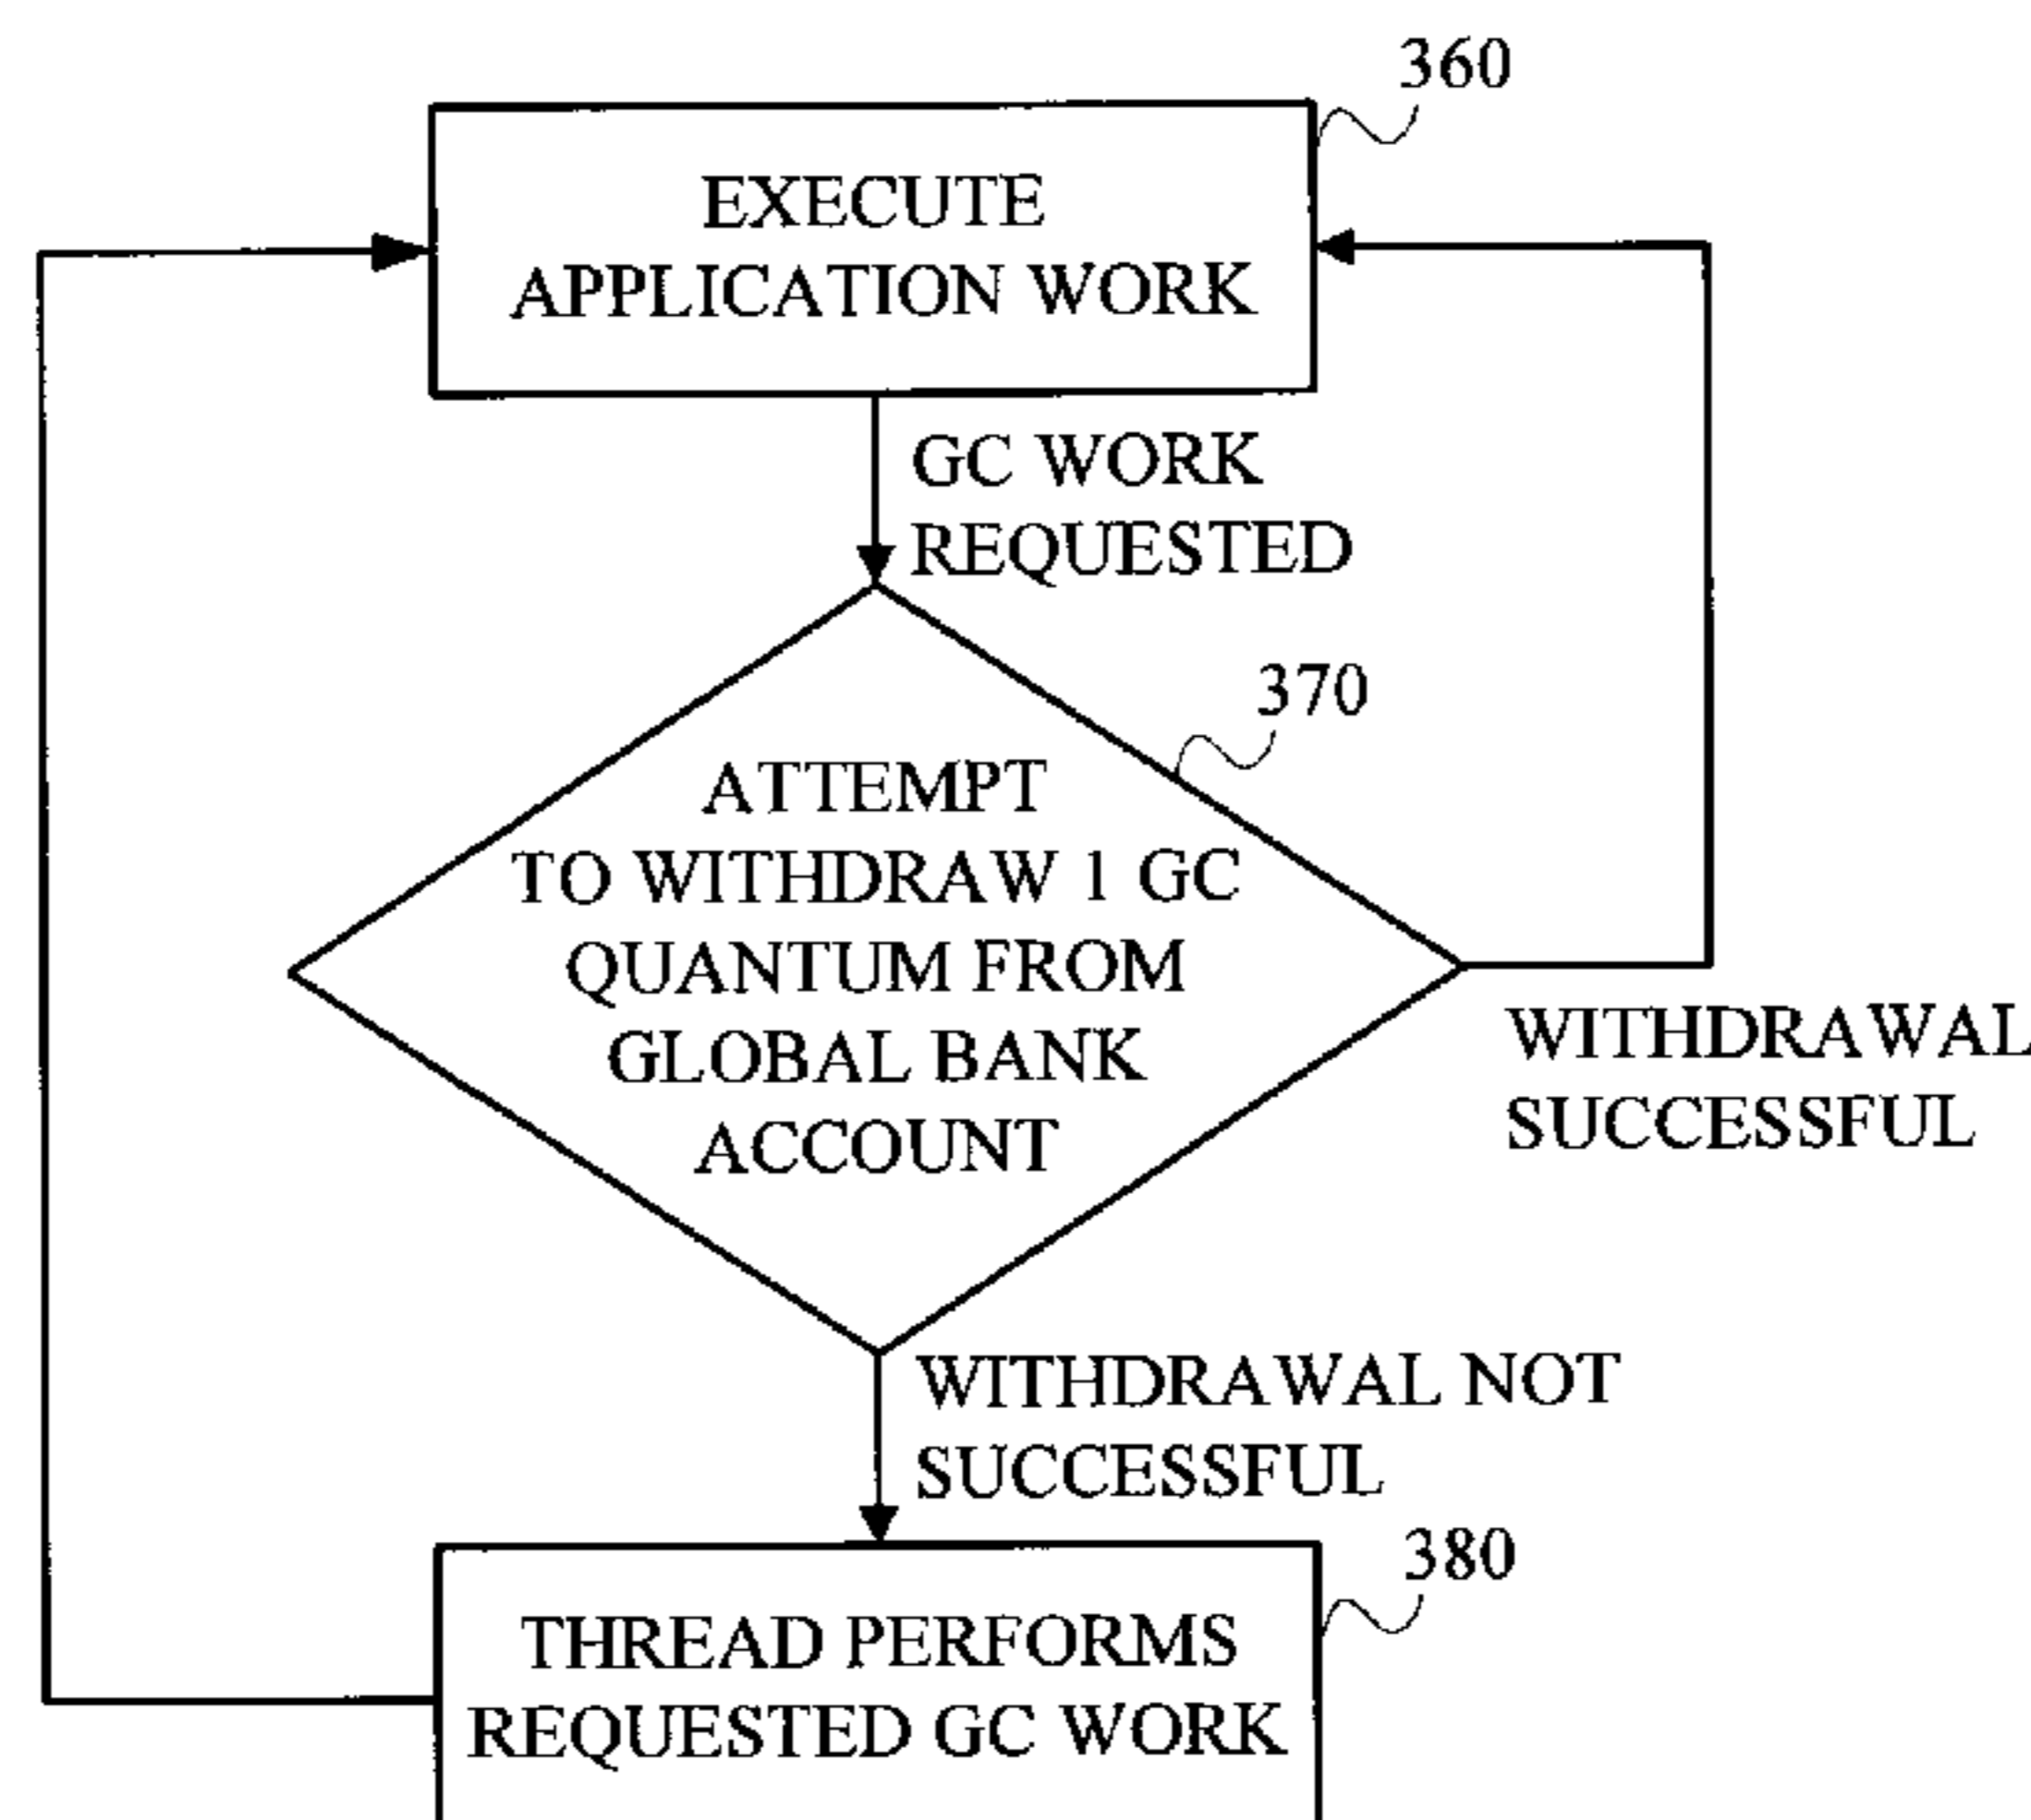 360
EXECUTE
APPLICATION WORK
GC WORK
REQUESTED
370
ATTEMPT
TO WITHDRAW 1 GC
QUANTUM FROM
GLOBAL BANK
ACCOUNT
WITHDRAWAL
SUCCESSFUL
WITHDRAWAL NOT
SUCCESSFUL
380
THREAD PERFORMS
REQUESTED GC WORK